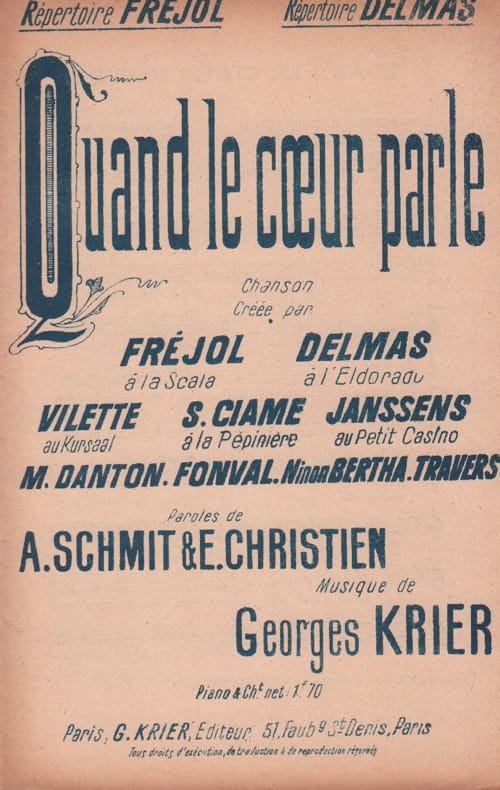 Répertoire FRÉJOL Répertoire DELMAS
Quand le cœur parle
Chanson
Créée par
FRÉJOL DELMAS
à la Scala à l'Eldorado
VILETTE S. CIAME JANSSENS
au Kursaal à la Pépinière au Petit Casino
M. DANTON. FONVAL. Ninon BERTHA. TRAVERS
Paroles de
A. SCHMIT & E. CHRISTIEN
Musique de
Georges KRIER
Piano & Cht net: 1f 70
Paris, G. KRIER, Editeur 51, Faubg St Denis, Paris
Tous droits d'exécution, de traduction & de reproduction réservés